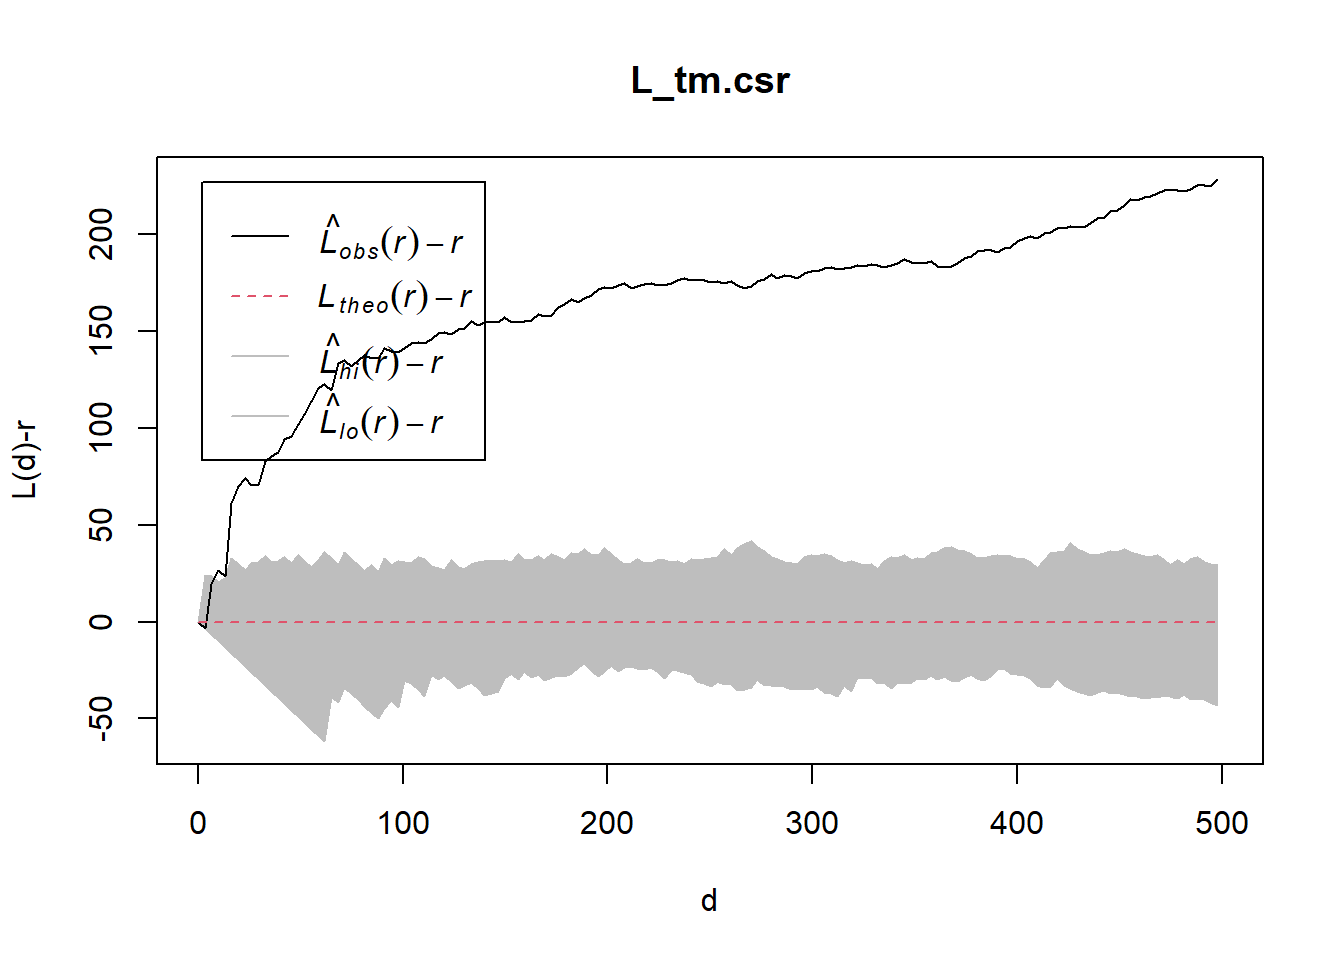 L_tm.csr
L̂obs(r) – r
Ltheo(r) – r
L̂hi(r) – r
L̂lo(r) – r
L(d)-r
200
150
100
50
0
-50
0 100 200 300 400 500
d